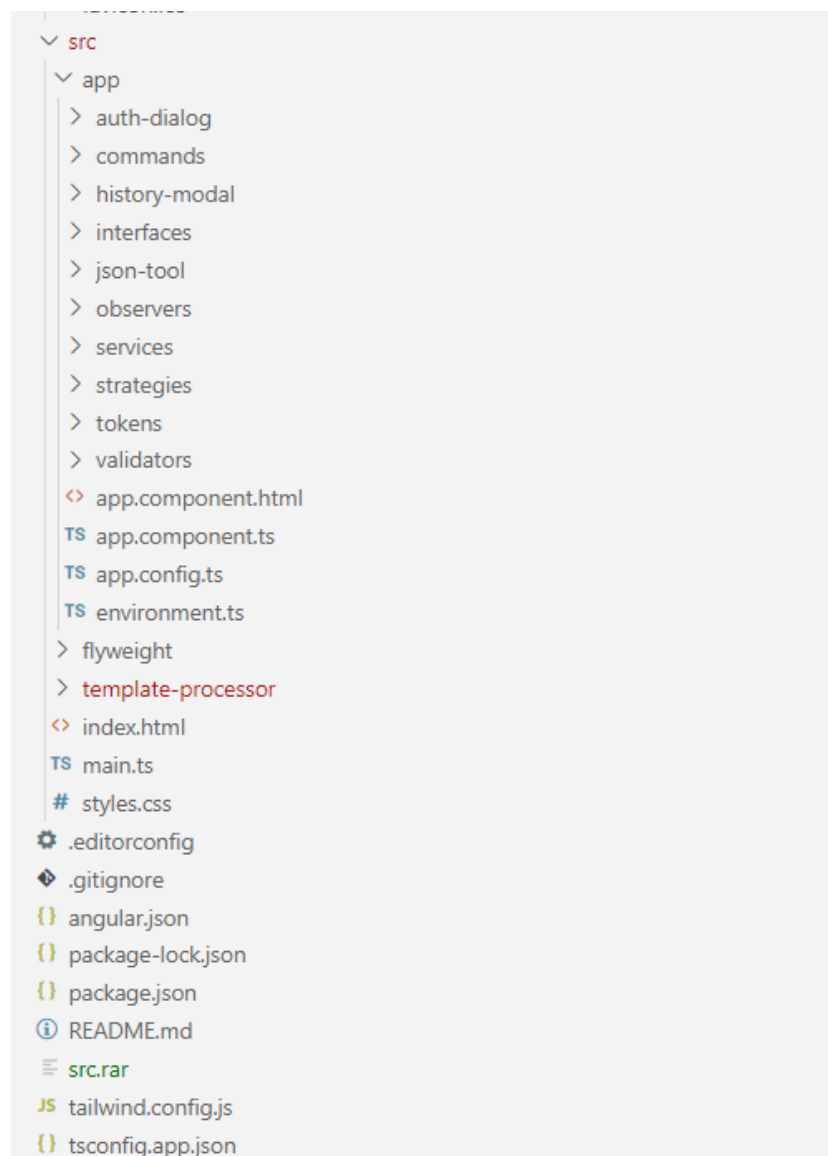 src
app
auth-dialog
commands
history-modal
interfaces
json-tool
observers
services
strategies
tokens
validators
<> app.component.html
TS app.component.ts
TS app.config.ts
TS environment.ts
flyweight
template-processor
<> index.html
TS main.ts
# styles.css
.editorconfig
.gitignore
{} angular.json
{} package-lock.json
{} package.json
README.md
src.rar
JS tailwind.config.js
{} tsconfig.app.json